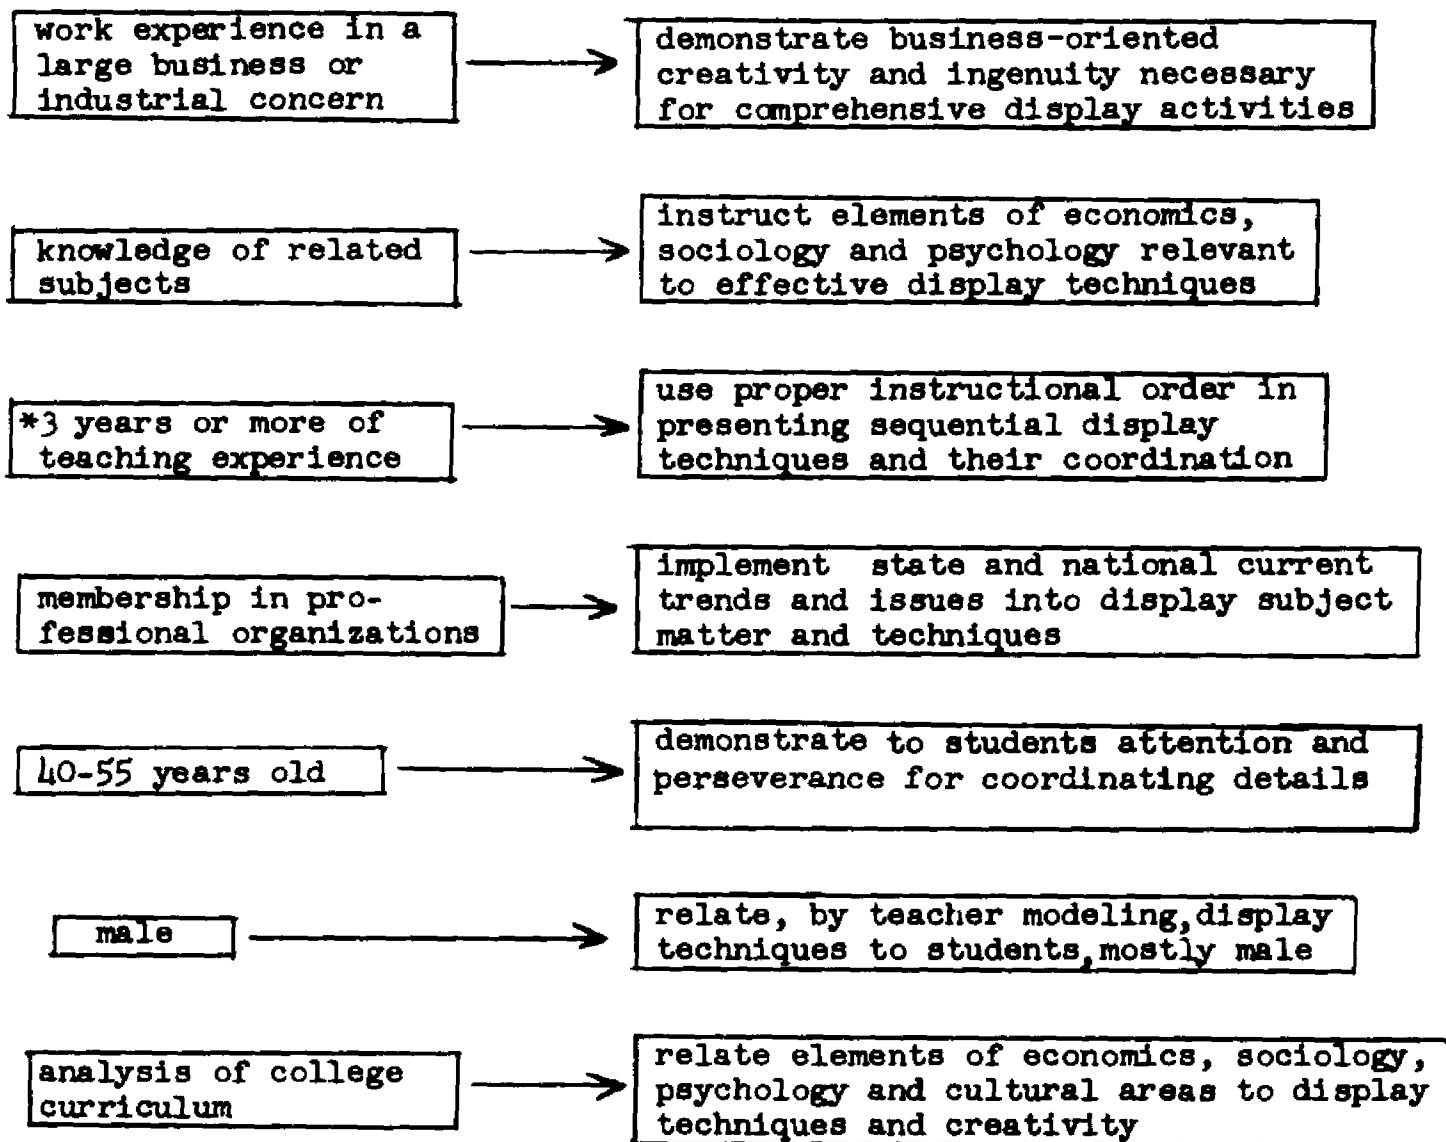 work experience in a
large business or
industrial concern
demonstrate business-oriented
creativity and ingenuity necessary
for comprehensive display activities
knowledge of related
subjects
instruct elements of economics,
sociology and psychology relevant
to effective display techniques
*3 years or more of
teaching experience
use proper instructional order in
presenting sequential display
techniques and their coordination
membership in pro-
fessional organizations
implement state and national current
trends and issues into display subject
matter and techniques
40-55 years old
demonstrate to students attention and
perseverance for coordinating details
male
relate, by teacher modeling,display
techniques to students,mostly male
analysis of college
curriculum
relate elements of economics, sociology,
psychology and cultural areas to display
techniques and creativity